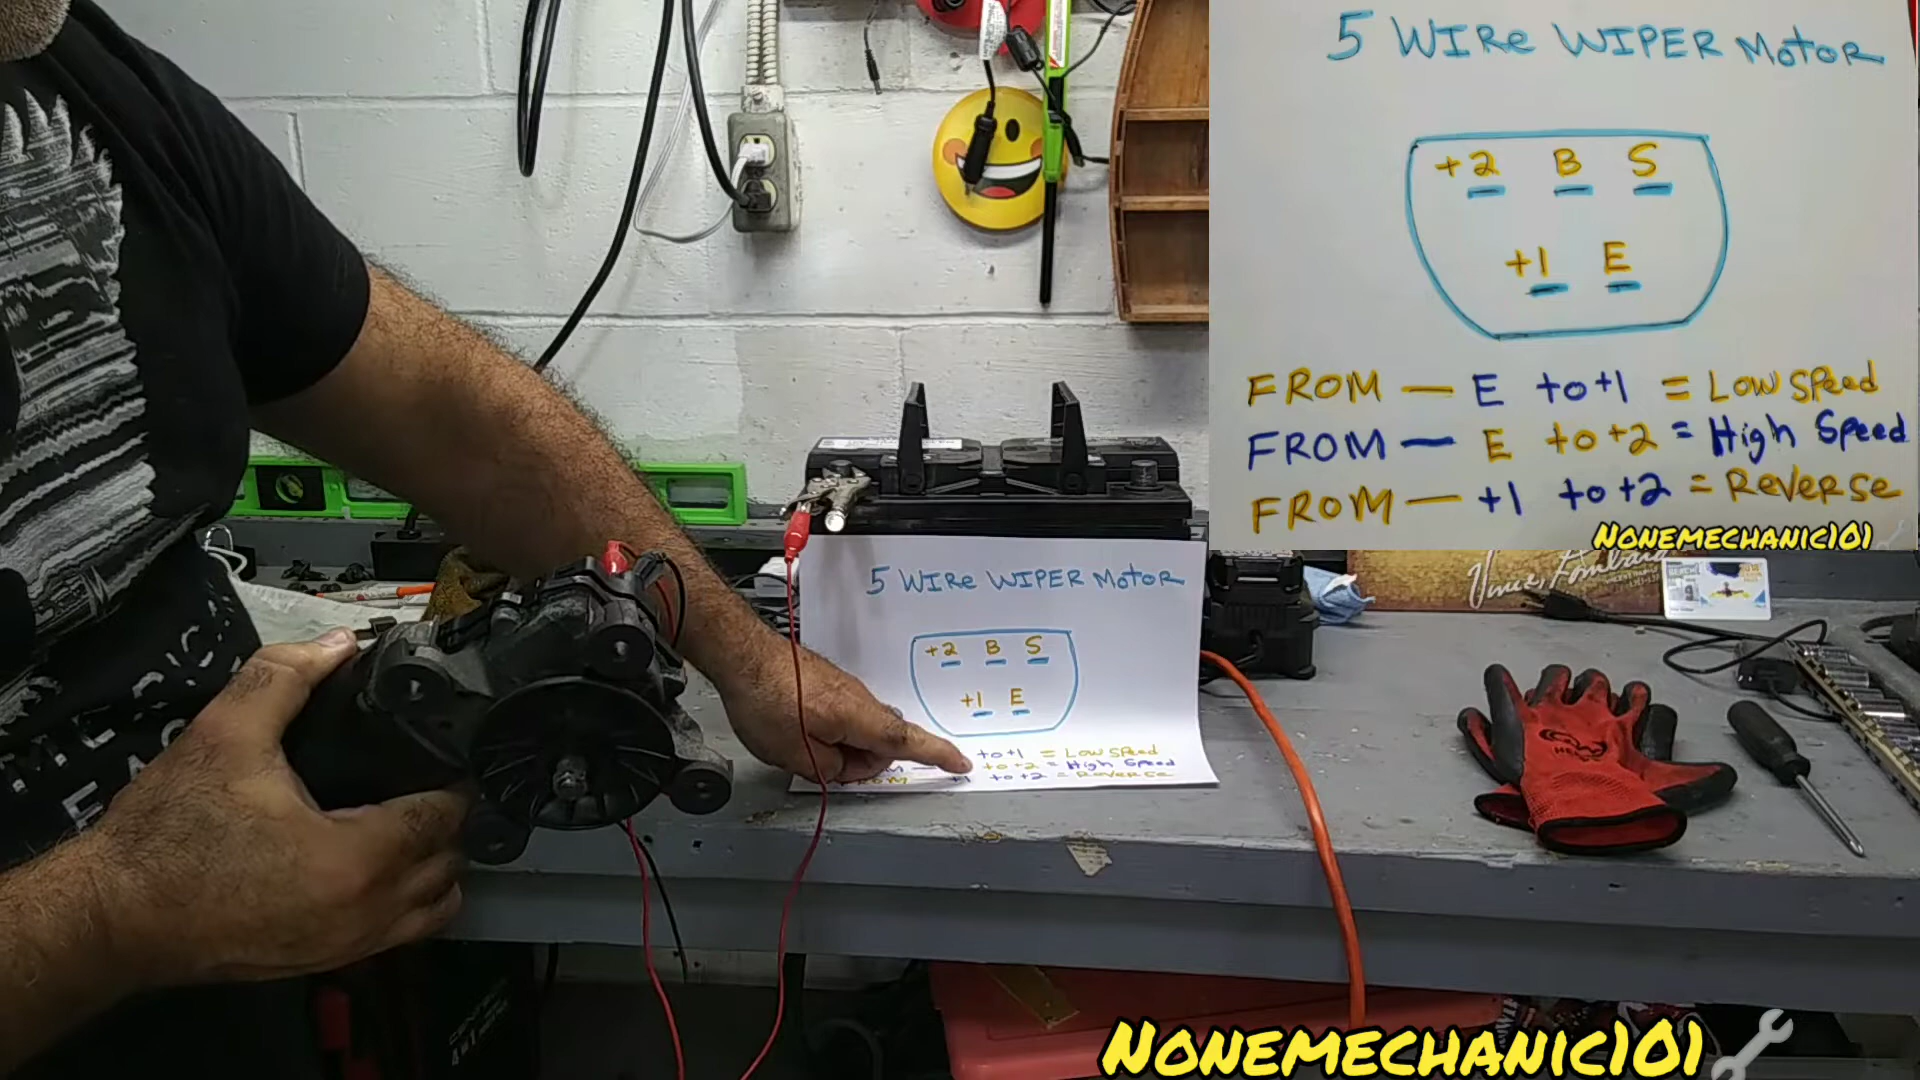 5 WIRe WIPER MotoR
+2 B S
+1 E
FROM — E to +1 = Low Speed
FROM — E to +2 = High Speed
FROM — +1 to +2 = ReveRse
Nonemechanic101
5 WIRe WIPER MotoR
+2 B S
+1 E
to +1 = Low Speed
to +2 = High Speed
+1 to +2 = ReveRse
Nonemechanic101